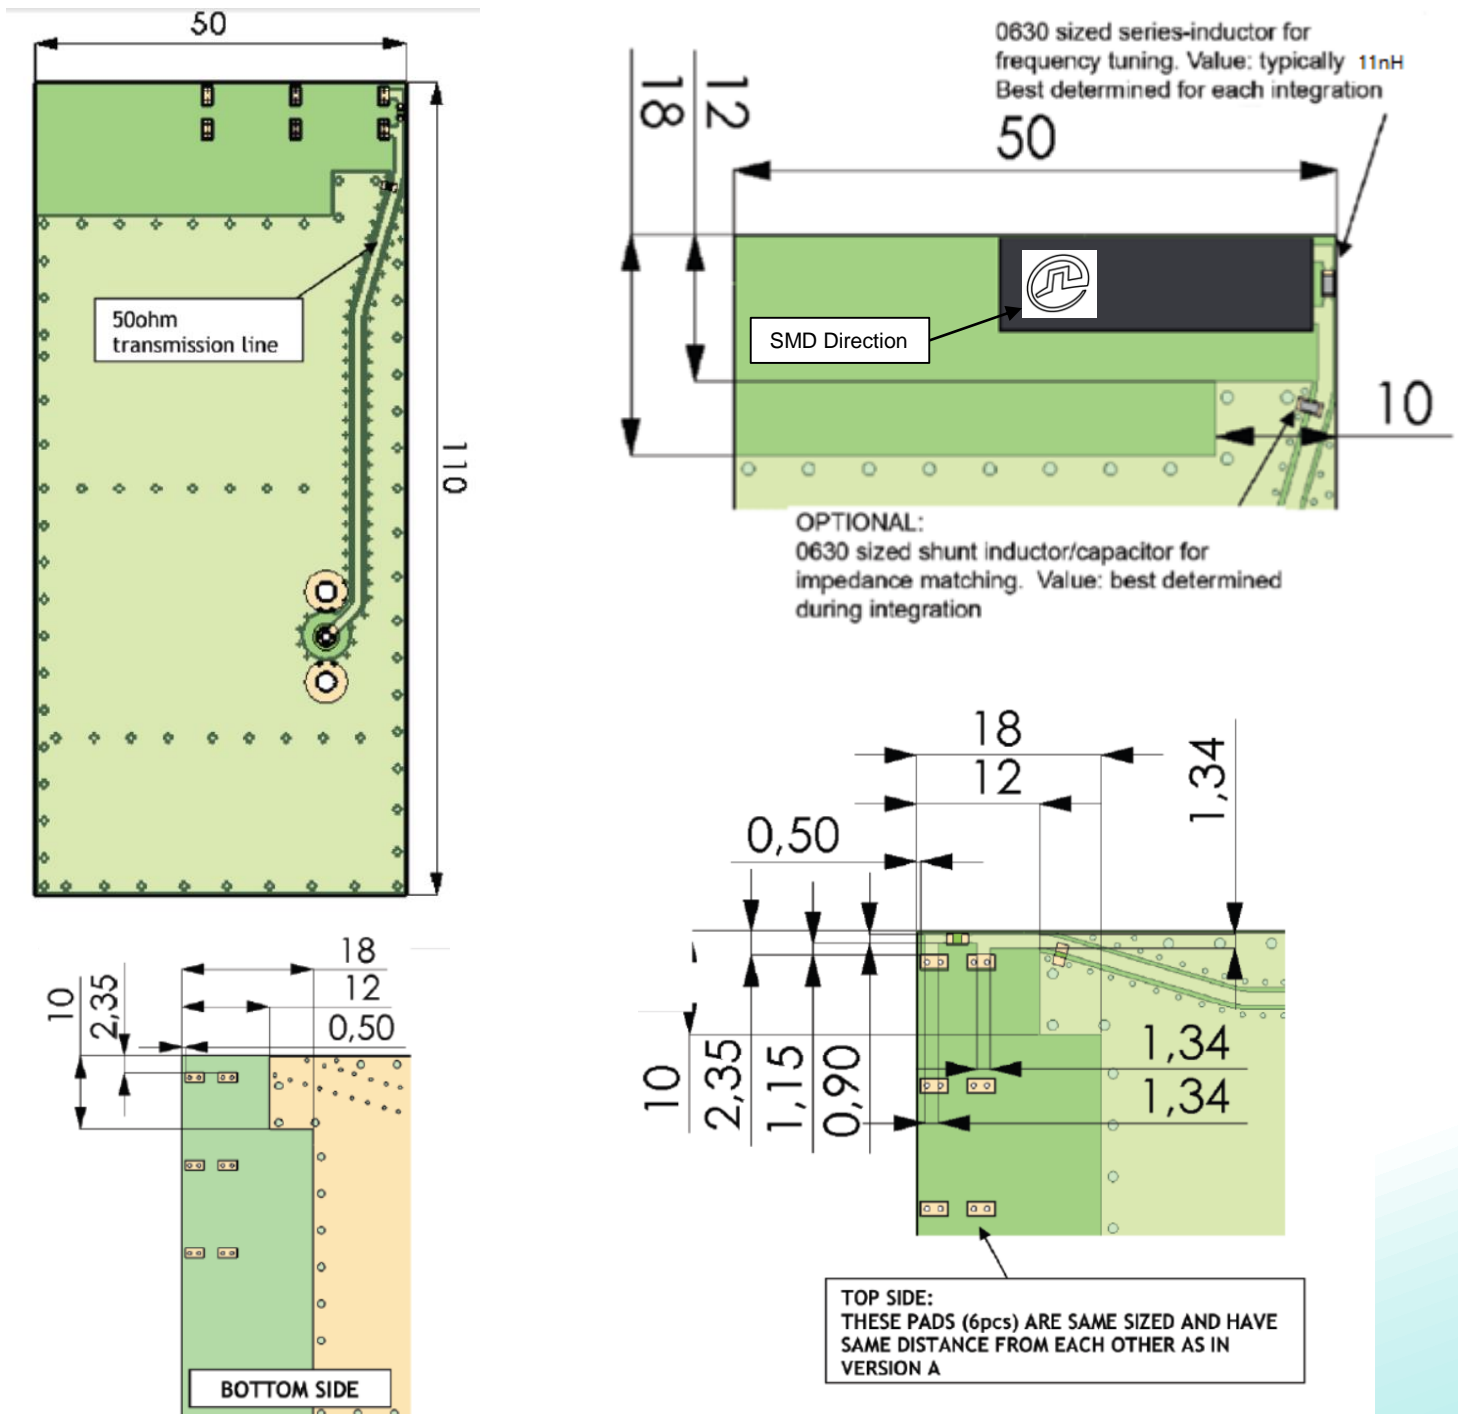 50
50ohm
transmission line
110
0630 sized series-inductor for
frequency tuning. Value: typically 11nH
Best determined for each integration
18
12
50
SMD Direction
10
OPTIONAL:
0630 sized shunt inductor/capacitor for
impedance matching. Value: best determined
during integration
18
12
0,50
10
2,35
BOTTOM SIDE
18
12
1,34
0,50
10
2,35
1,15
0,90
1,34
1,34
TOP SIDE:
THESE PADS (6pcs) ARE SAME SIZED AND HAVE
SAME DISTANCE FROM EACH OTHER AS IN
VERSION A